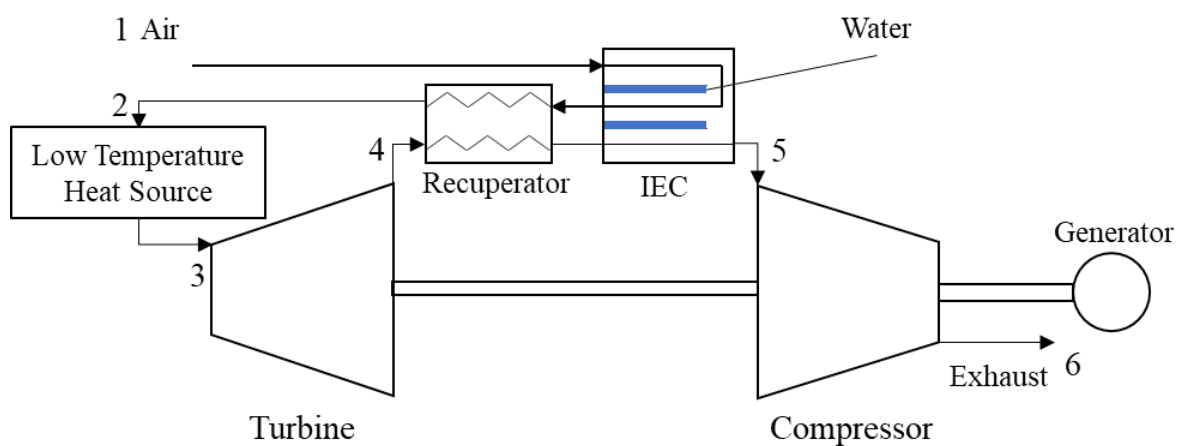 1 Air
Water
2
Low Temperature
Heat Source
4
5
Recuperator
IEC
3
Generator
6
Exhaust
Turbine
Compressor